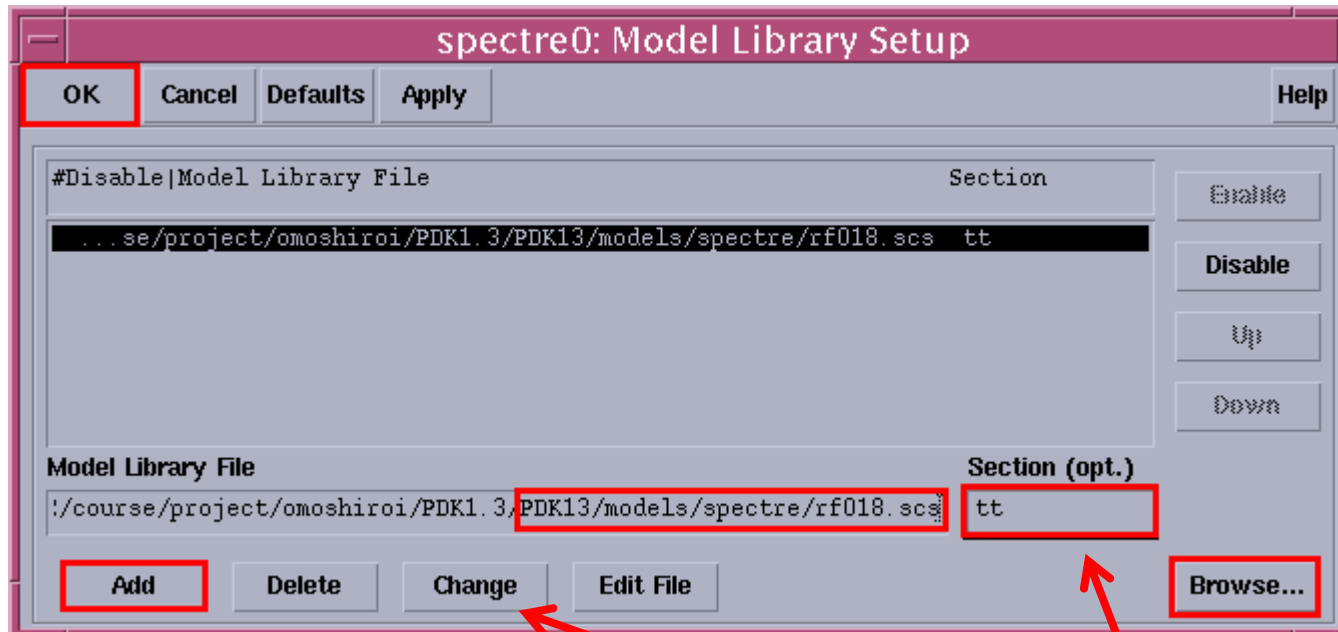 spectre0: Model Library Setup
OK Cancel Defaults Apply Help
#Disable|Model Library File Section
Enable
...se/project/omoshiroi/PDK1.3/PDK13/models/spectre/rf018.scs tt
Disable
Up
Down
Model Library File Section (opt.)
!/course/project/omoshiroi/PDK1.3/PDK13/models/spectre/rf018.scs tt
Add Delete Change Edit File Browse...